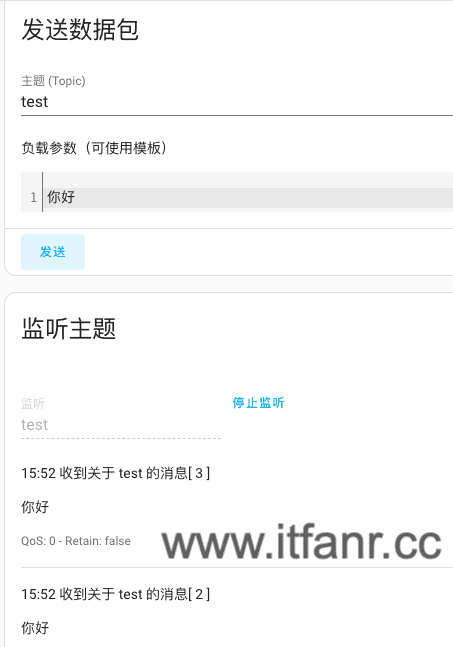 发送数据包
主题 (Topic)
test
负载参数（可使用模板）
1 你好
发送
监听主题
监听
test
停止监听
15:52 收到关于 test 的消息[ 3 ]
你好
QoS: 0 - Retain: false
www.itfanr.cc
15:52 收到关于 test 的消息[ 2 ]
你好